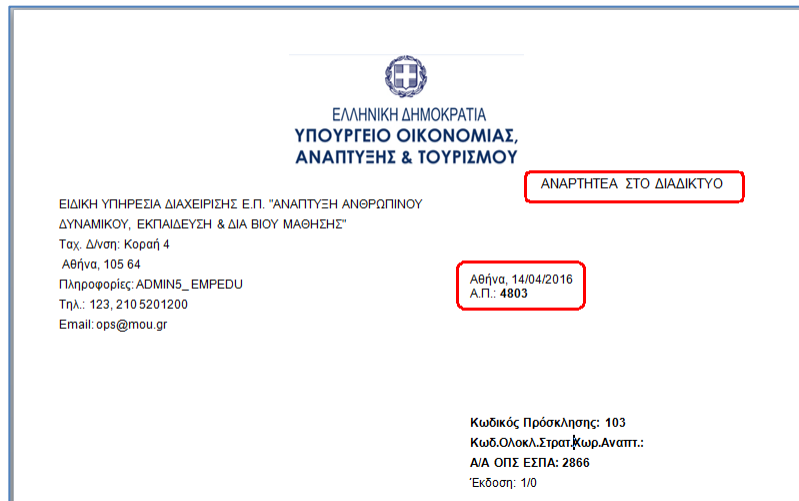 ΕΛΛΗΝΙΚΗ ΔΗΜΟΚΡΑΤΙΑ
ΥΠΟΥΡΓΕΙΟ ΟΙΚΟΝΟΜΙΑΣ,
ΑΝΑΠΤΥΞΗΣ & ΤΟΥΡΙΣΜΟΥ
ΑΝΑΡΤΗΤΕΑ ΣΤΟ ΔΙΑΔΙΚΤΥΟ
ΕΙΔΙΚΗ ΥΠΗΡΕΣΙΑ ΔΙΑΧΕΙΡΙΣΗΣ Ε.Π. "ΑΝΑΠΤΥΞΗ ΑΝΘΡΩΠΙΝΟΥ
ΔΥΝΑΜΙΚΟΥ, ΕΚΠΑΙΔΕΥΣΗ & ΔΙΑ ΒΙΟΥ ΜΑΘΗΣΗΣ"
Ταχ. Δ/νση: Κοραή 4
Αθήνα, 105 64
Πληροφορίες: ADMIN5_ EMPEDU
Τηλ.: 123, 210 5201200
Email: ops@mou.gr
Αθήνα, 14/04/2016
Α.Π.: 4803
Κωδικός Πρόσκλησης: 103
Κωδ.Ολοκλ.Στρατ.Χωρ.Αναπτ.:
Α/Α ΟΠΣ ΕΣΠΑ: 2866
Έκδοση: 1/0